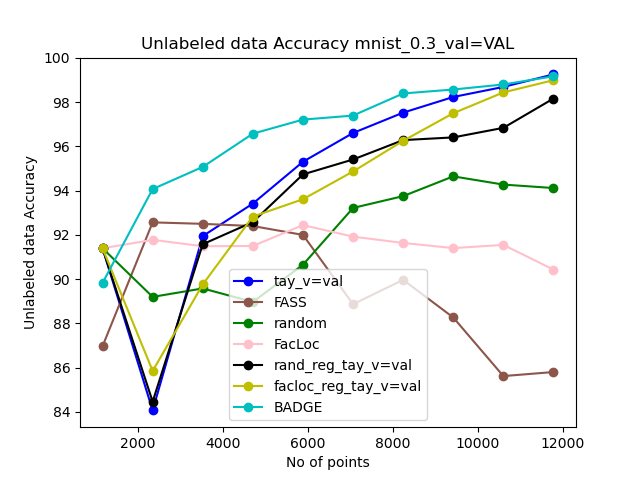 Unlabeled data Accuracy mnist_0.3_val=VAL
Unlabeled data Accuracy
100
98
96
94
92
90
88
86
84
tay_v=val
FASS
random
FacLoc
rand_reg_tay_v=val
facloc_reg_tay_v=val
BADGE
2000 4000 6000 8000 10000 12000
No of points